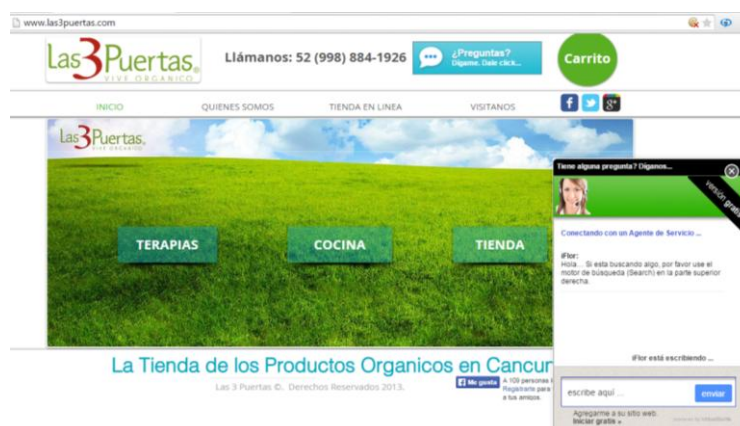 www.las3puertas.com
Las3Puertas®
VIVE ORGANICO
Llámanos: 52 (998) 884-1926
¿Preguntas?
Digame. Dale click...
Carrito
INICIO
QUIENES SOMOS
TIENDA EN LINEA
VISITANOS
Las3Puertas
VIVE ORGANICO
TERAPIAS
COCINA
TIENDA
La Tienda de los Productos Organicos en Cancun
Las 3 Puertas ©. Derechos Reservados 2013.
Me gusta
A 109 personas
Registrarte para
a tus amigos.
Tiene alguna pregunta? Díganos...
versión gratis
Conectando con un Agente de Servicio ...
iFlor:
Hola... Si esta buscando algo, por favor use el
motor de búsqueda (Search) en la parte superior
derecha.
iFlor está escribiendo ...
escribe aquí ...
enviar
Agregarme a su sitio web.
Iniciar gratis »